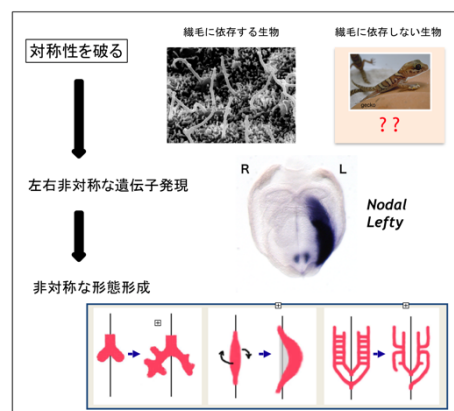 繊毛に依存する生物
繊毛に依存しない生物
対称性を破る
gecko
??
左右非対称な遺伝子発現
R
L
Nodal
Lefty
非対称な形態形成